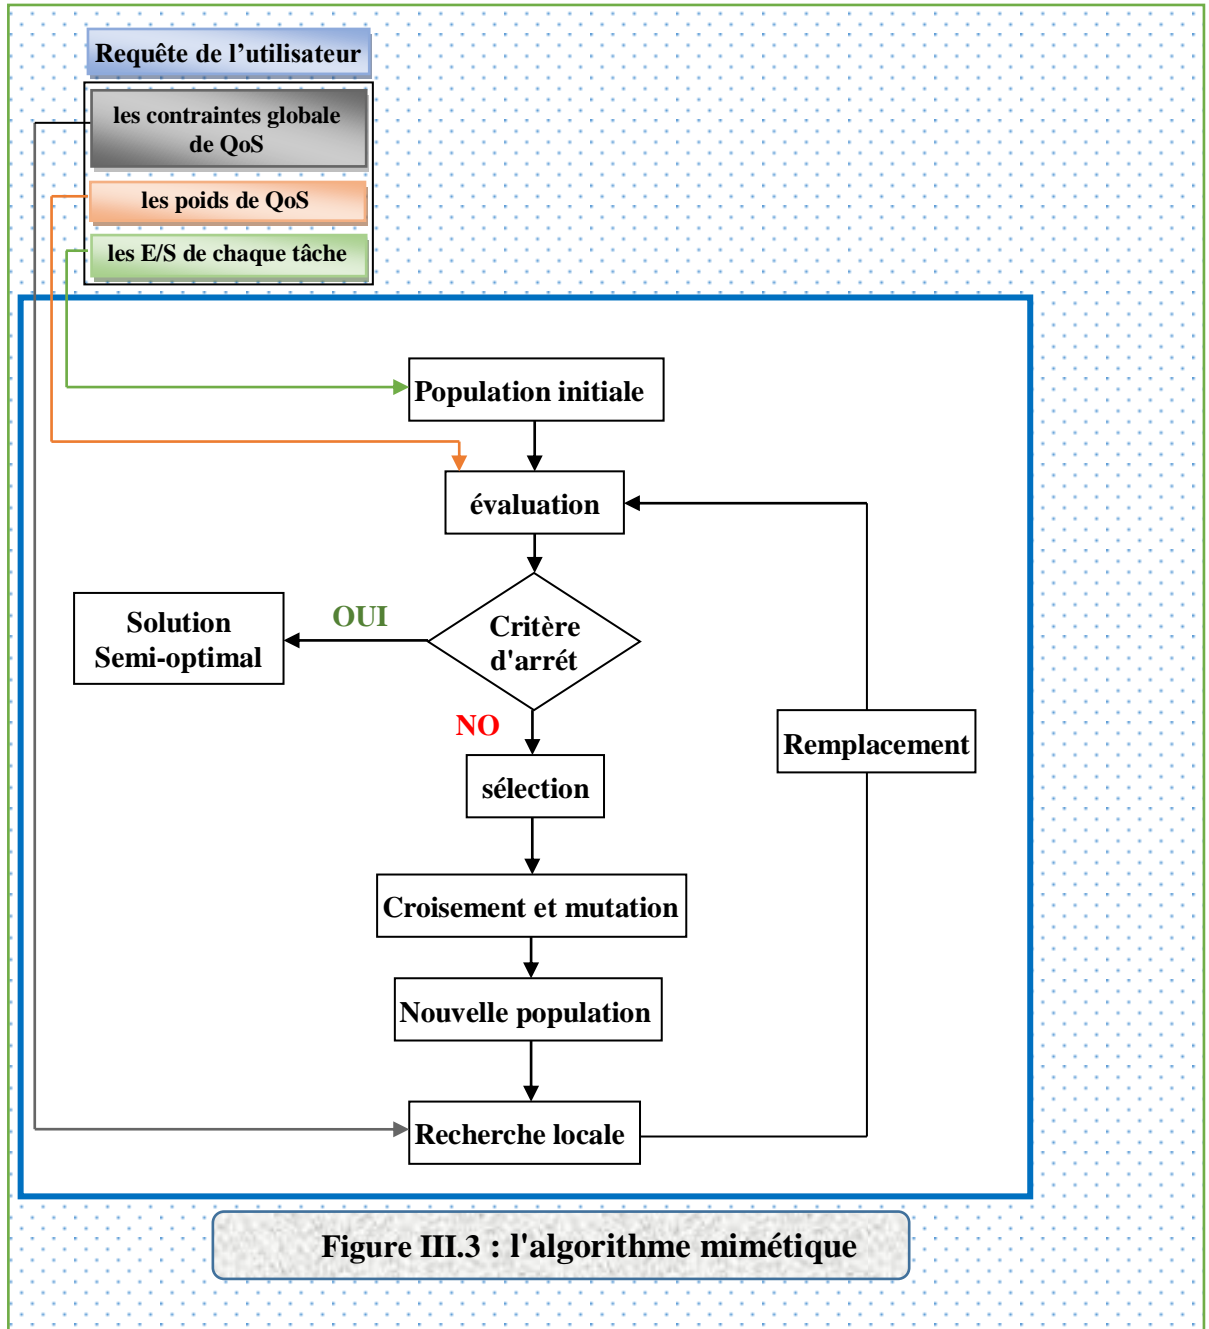 Requête de l’utilisateur
les contraintes globale
de QoS
les poids de QoS
les E/S de chaque tâche
Population initiale
évaluation
OUI
Solution
Semi-optimal
Critère
d'arrét
NO
Remplacement
sélection
Croisement et mutation
Nouvelle population
Recherche locale
Figure III.3 : l'algorithme mimétique